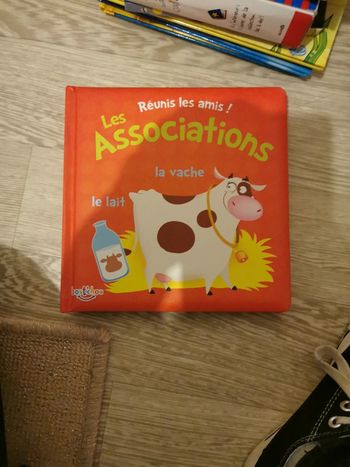 Réunis les amis !
Les
Associations
la vache
le lait